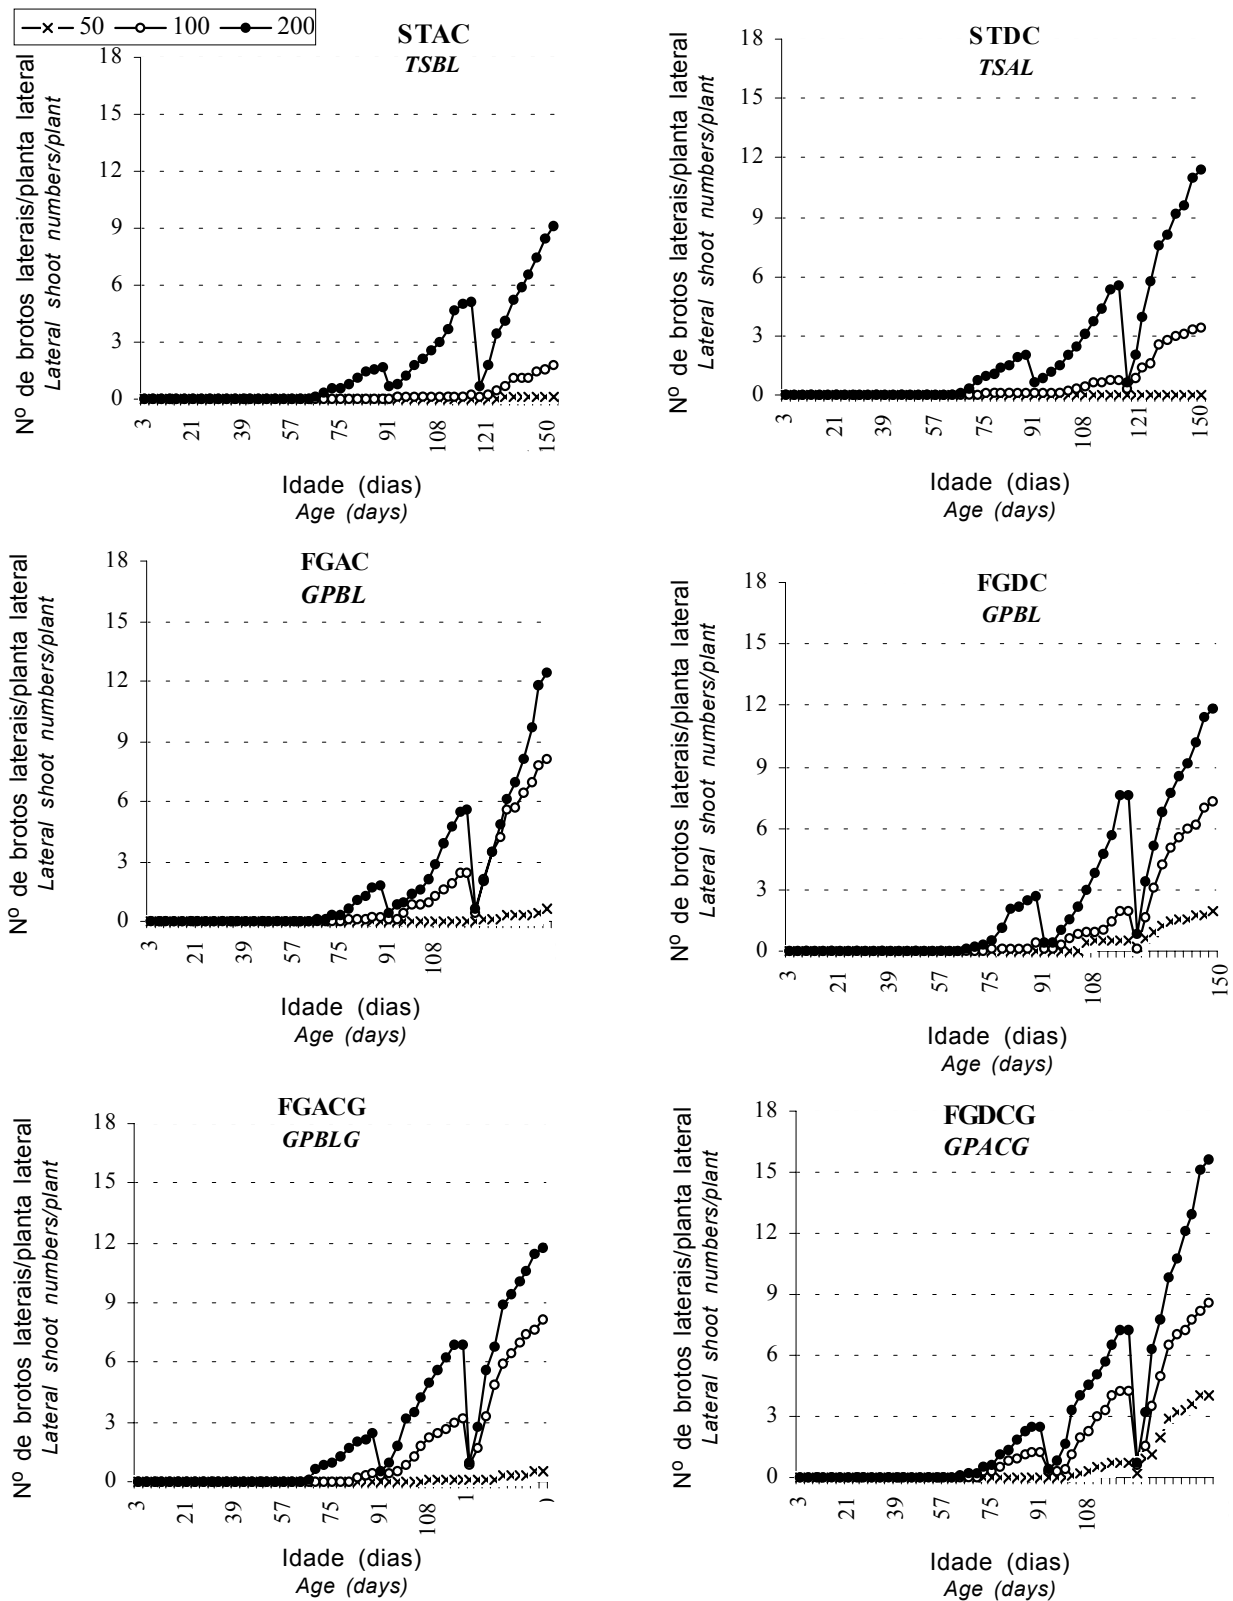 50 100 200
STAC
TSBL
18
15
12
9
6
3
0
Nº de brotos laterais/planta lateral
Lateral shoot numbers/plant
3 21 39 57 75 91 108 121 150
Idade (dias)
Age (days)
STDC
TSAL
18
15
12
9
6
3
0
Nº de brotos laterais/planta lateral
Lateral shoot numbers/plant
3 21 39 57 75 91 108 121 150
Idade (dias)
Age (days)
FGAC
GPBL
18
15
12
9
6
3
0
Nº de brotos laterais/planta lateral
Lateral shoot numbers/plant
3 21 39 57 75 91 108
Idade (dias)
Age (days)
FGDC
GPBL
18
15
12
9
6
3
0
Nº de brotos laterais/planta lateral
Lateral shoot numbers/plant
3 21 39 57 75 91 108 150
Idade (dias)
Age (days)
FGACG
GPBLG
18
15
12
9
6
3
0
Nº de brotos laterais/planta lateral
Lateral shoot numbers/plant
3 21 39 57 75 91 108 1 0
Idade (dias)
Age (days)
FGDCG
GPACG
18
15
12
9
6
3
0
Nº de brotos laterais/planta lateral
Lateral shoot numbers/plant
3 21 39 57 75 91 108
Idade (dias)
Age (days)